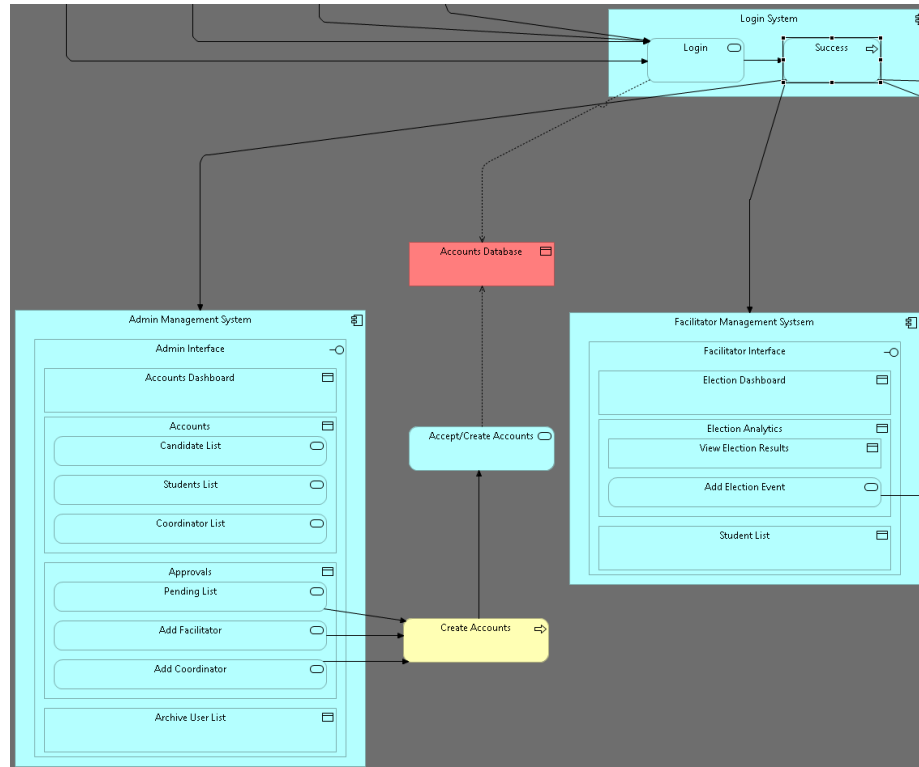 Login System
Login
Success
Accounts Database
Admin Management System
Admin Interface
Accounts Dashboard
Accounts
Candidate List
Students List
Coordinator List
Approvals
Pending List
Add Facilitator
Add Coordinator
Archive User List
Accept/Create Accounts
Create Accounts
Facilitator Management Systsem
Facilitator Interface
Election Dashboard
Election Analytics
View Election Results
Add Election Event
Student List